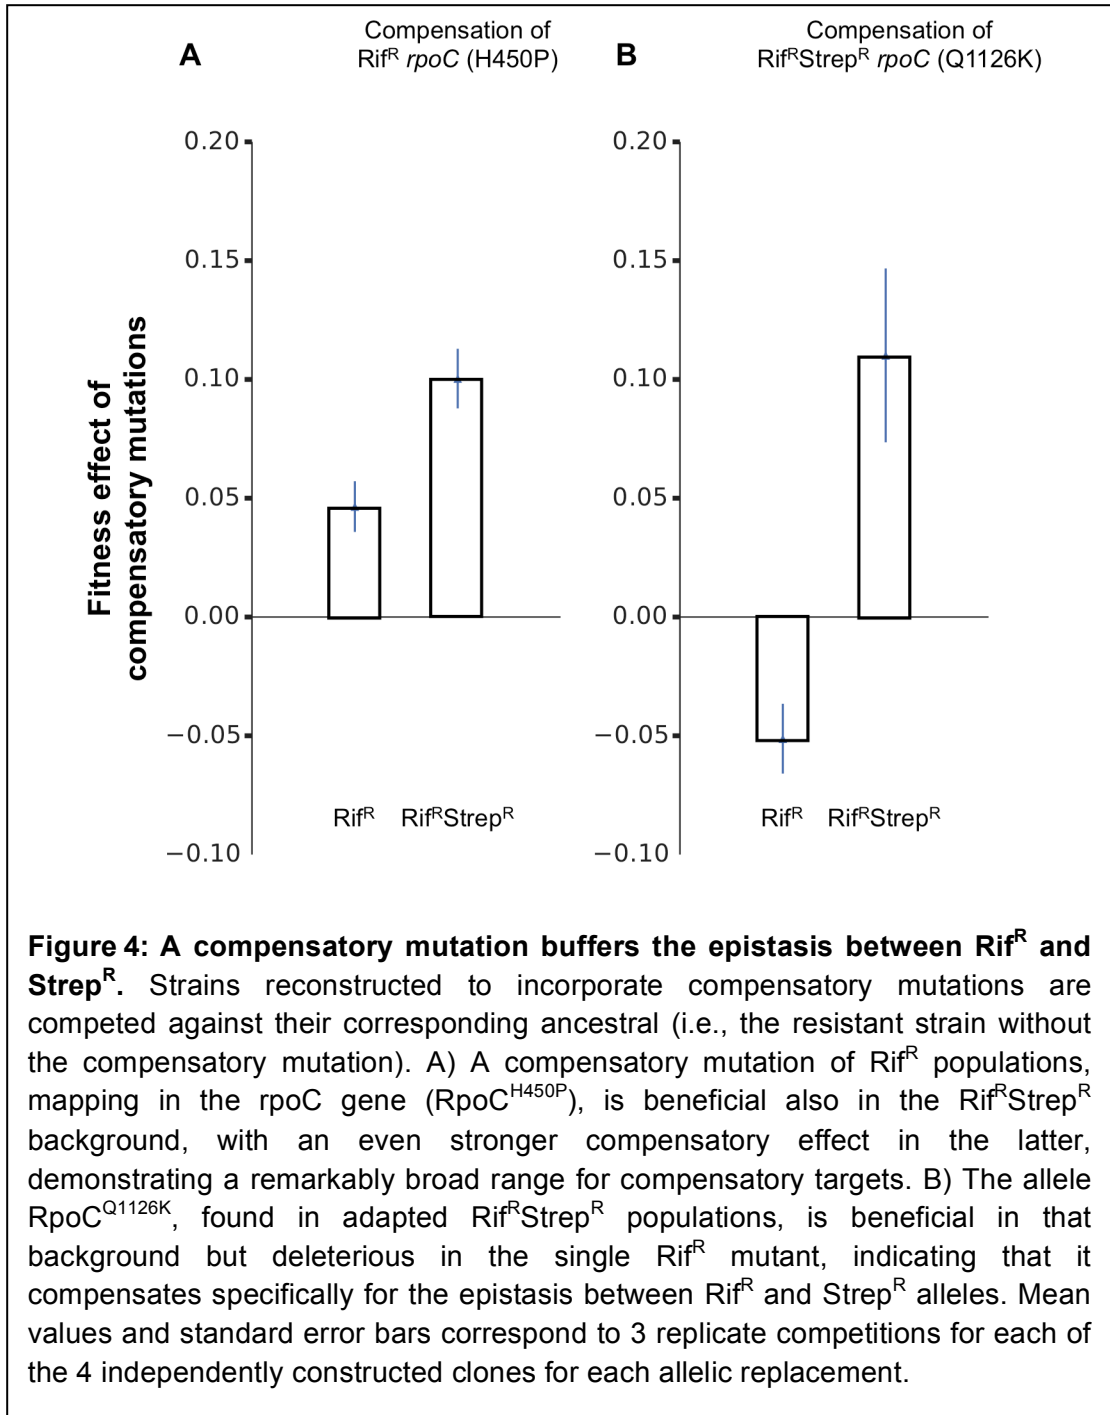 A
Compensation of
Rifᴿ rpoC (H450P)
B
Compensation of
RifᴿStrepᴿ rpoC (Q1126K)
Fitness effect of
compensatory mutations
0.20
0.15
0.10
0.05
0.00
−0.05
−0.10
Rifᴿ RifᴿStrepᴿ
0.20
0.15
0.10
0.05
0.00
−0.05
−0.10
Rifᴿ RifᴿStrepᴿ
Figure 4: A compensatory mutation buffers the epistasis between Rifᴿ and
Strepᴿ. Strains reconstructed to incorporate compensatory mutations are
competed against their corresponding ancestral (i.e., the resistant strain without
the compensatory mutation). A) A compensatory mutation of Rifᴿ populations,
mapping in the rpoC gene (RpoCᴴ⁴⁵⁰ᴾ), is beneficial also in the RifᴿStrepᴿ
background, with an even stronger compensatory effect in the latter,
demonstrating a remarkably broad range for compensatory targets. B) The allele
RpoC^Q1126K, found in adapted RifᴿStrepᴿ populations, is beneficial in that
background but deleterious in the single Rifᴿ mutant, indicating that it
compensates specifically for the epistasis between Rifᴿ and Strepᴿ alleles. Mean
values and standard error bars correspond to 3 replicate competitions for each of
the 4 independently constructed clones for each allelic replacement.